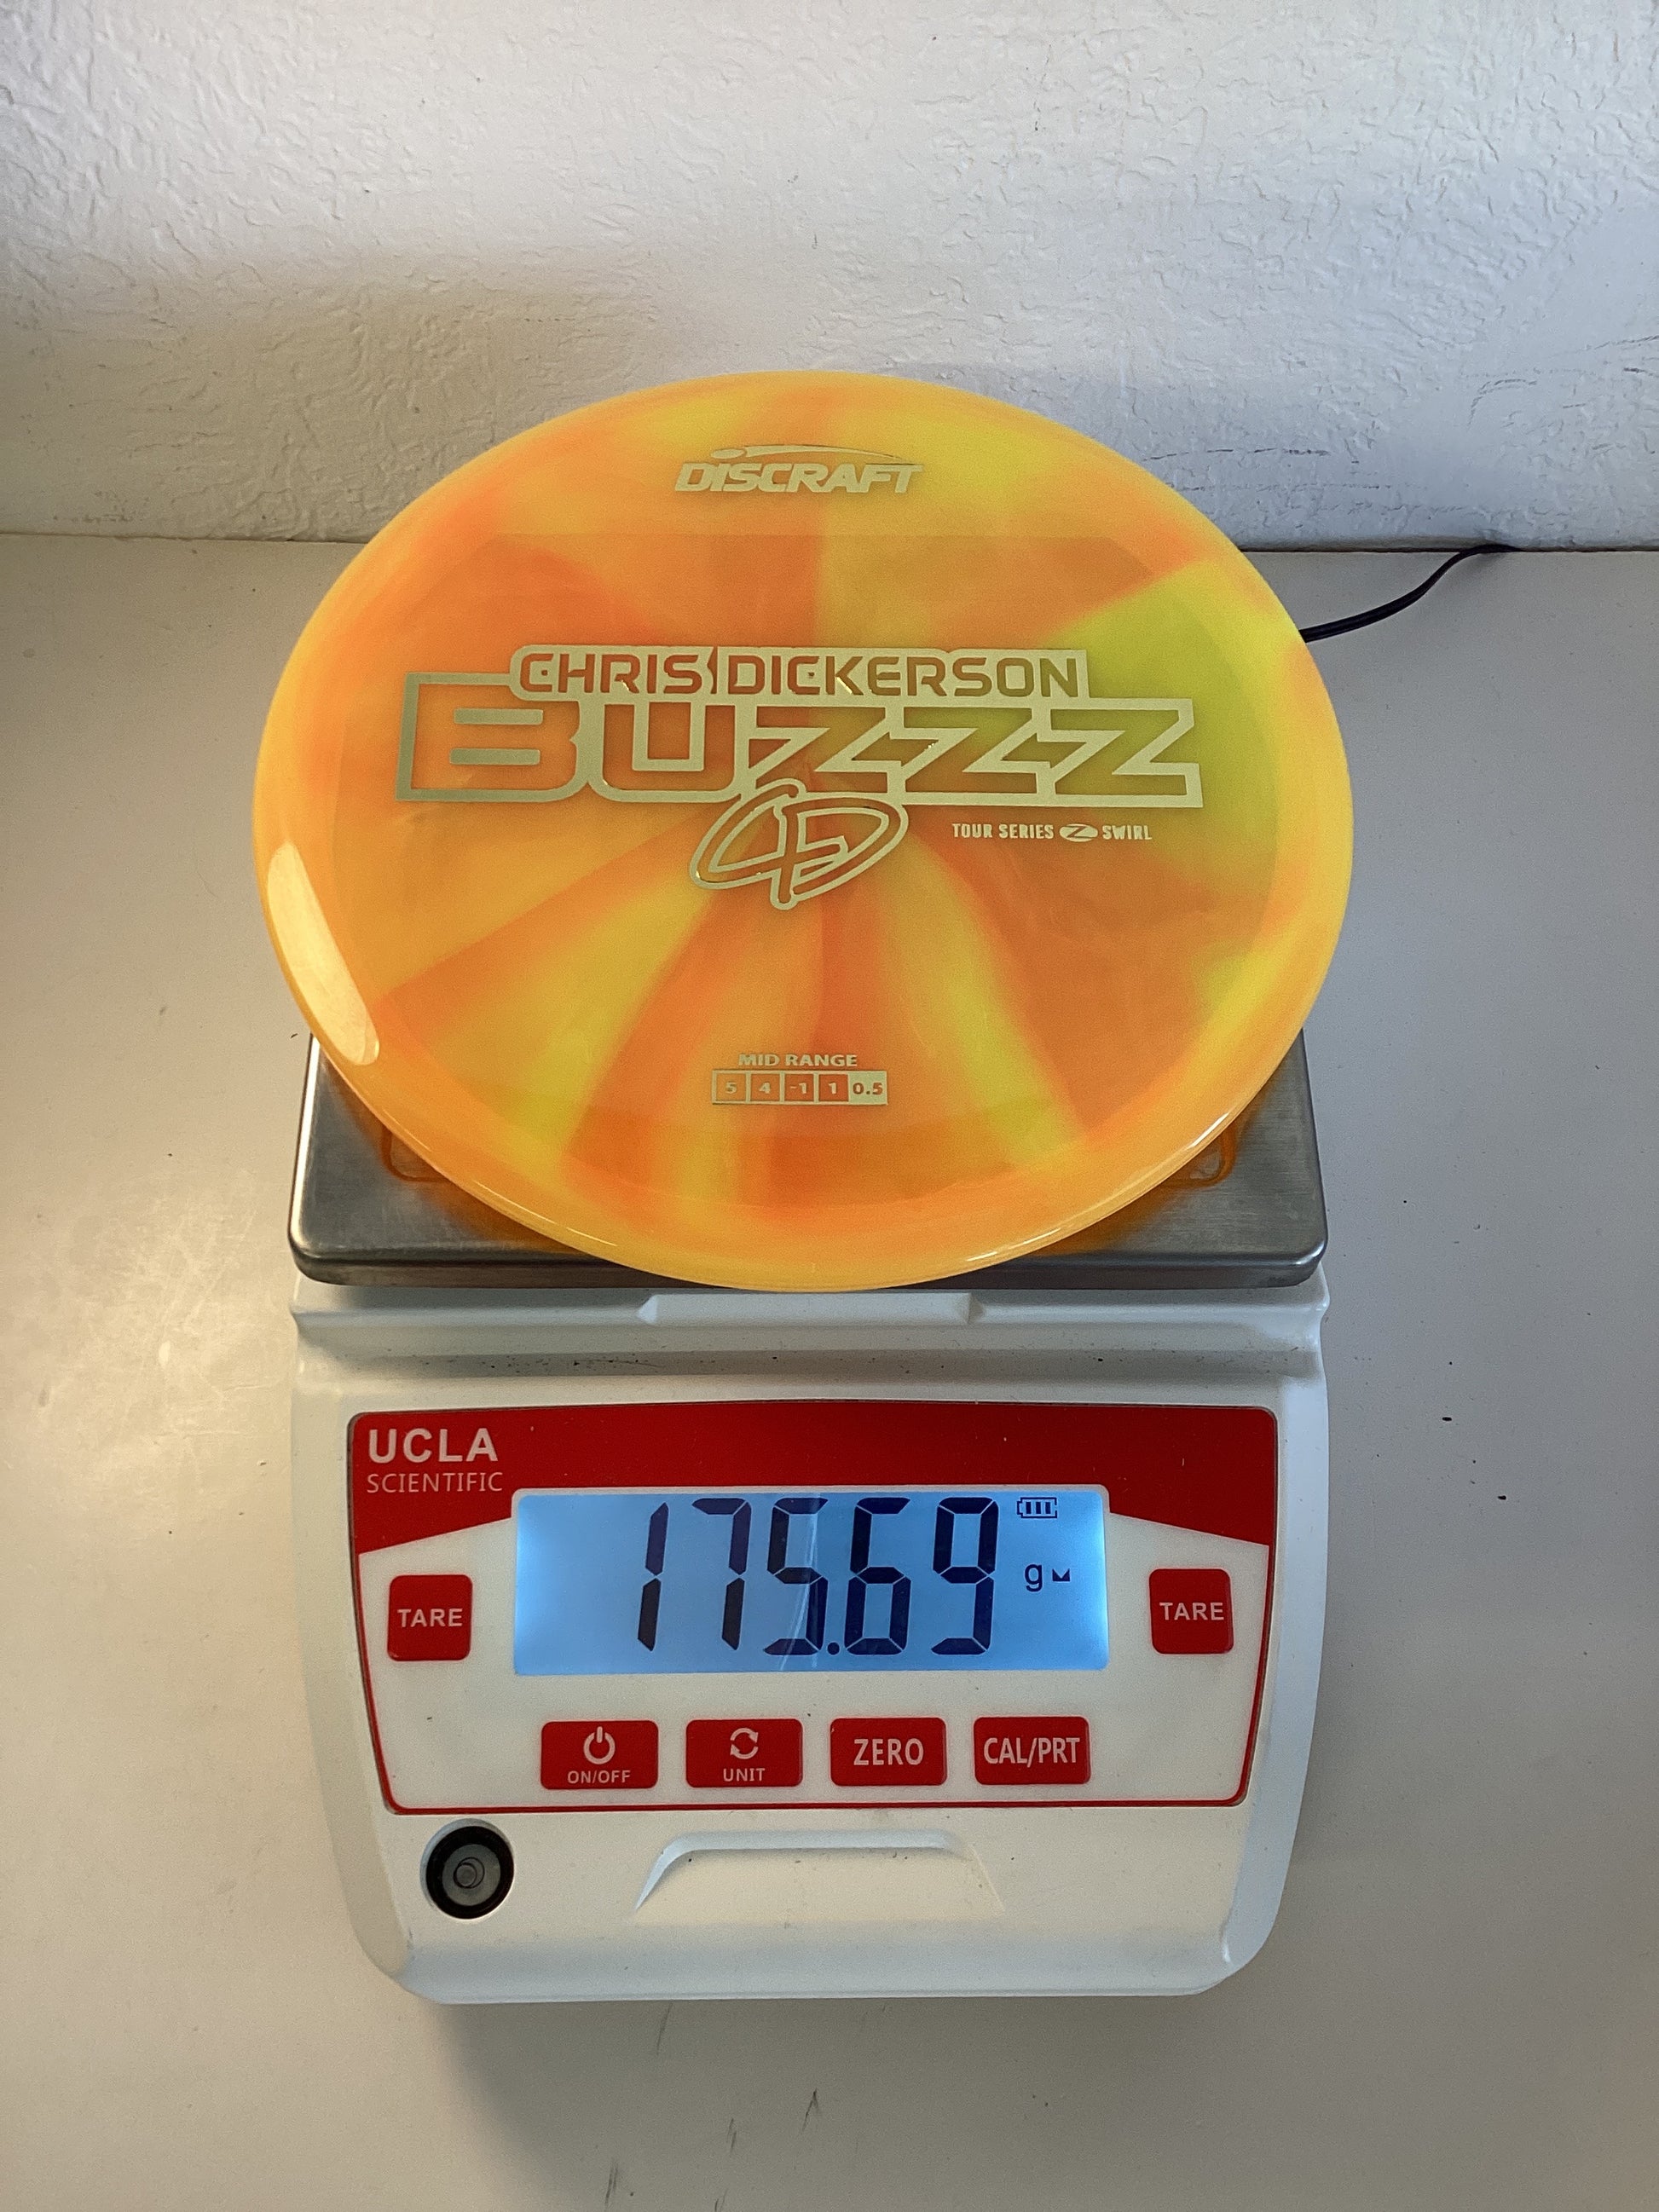 DISCRAFT
CHRIS DICKERSON
BUZZZ
CD
TOUR SERIES Z SWIRL
MID RANGE
5 4 -1 1 0.5
UCLA
SCIENTIFIC
175.69 g
TARE
TARE
ON/OFF
UNIT
ZERO
CAL/PRT